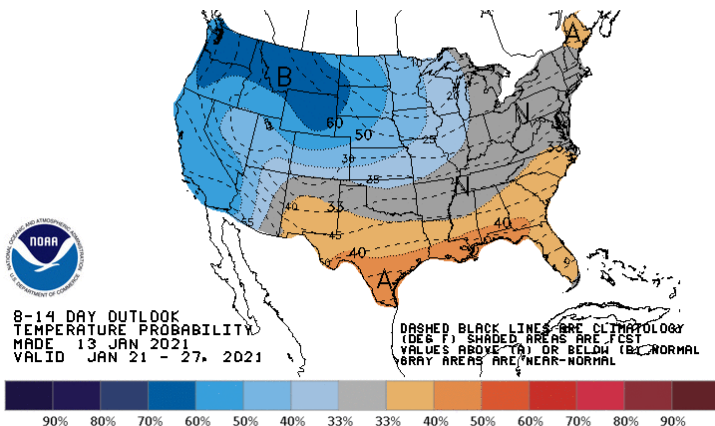 A
B
N
60
50
25
30
35
33
N
33
40
33
40
45
40
25
A
NATIONAL OCEANIC AND ATMOSPHERIC ADMINISTRATION
NOAA
U.S. DEPARTMENT OF COMMERCE
8-14 DAY OUTLOOK
TEMPERATURE PROBABILITY
MADE 13 JAN 2021
VALID JAN 21 - 27, 2021
DASHED BLACK LINES ARE CLIMATOLOGY
(DEG F) SHADED AREAS ARE FCST
VALUES ABOVE (A) OR BELOW (B) NORMAL
GRAY AREAS ARE NEAR-NORMAL
90% 80% 70% 60% 50% 40% 33% 33% 40% 50% 60% 70% 80% 90%